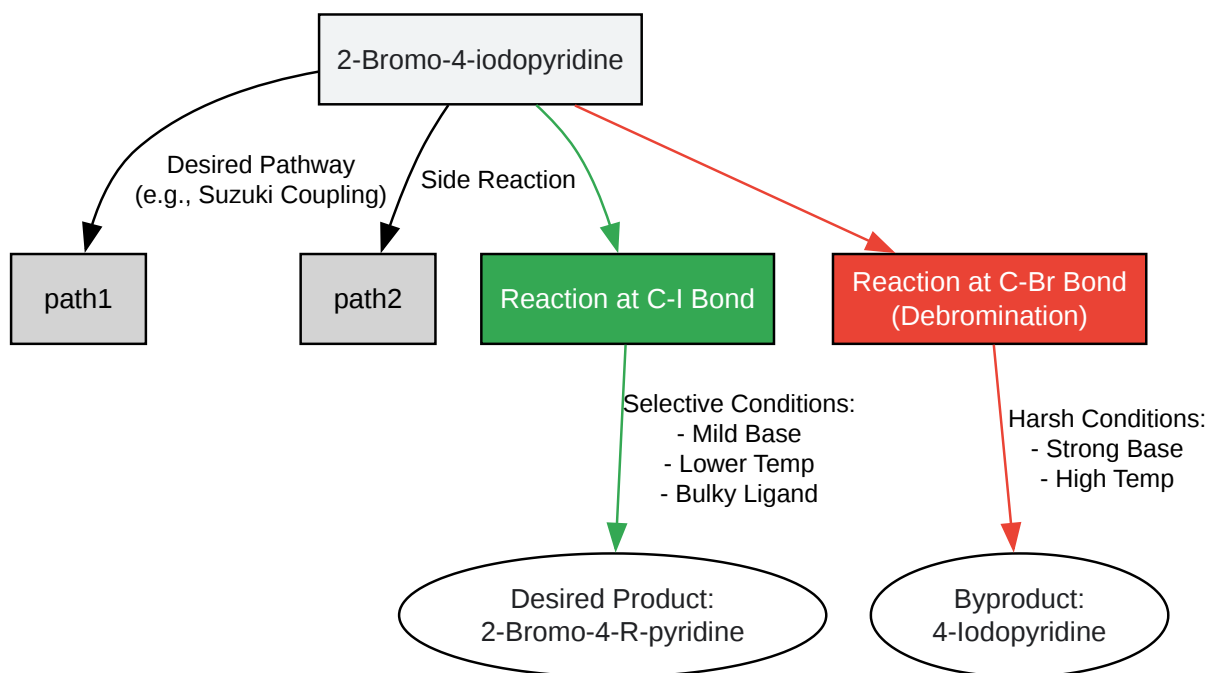 2-Bromo-4-iodopyridine
Desired Pathway
(e.g., Suzuki Coupling)
Side Reaction
path1
path2
Reaction at C-I Bond
Reaction at C-Br Bond
(Debromination)
Selective Conditions:
- Mild Base
- Lower Temp
- Bulky Ligand
Harsh Conditions:
- Strong Base
- High Temp
Desired Product:
2-Bromo-4-R-pyridine
Byproduct:
4-Iodopyridine